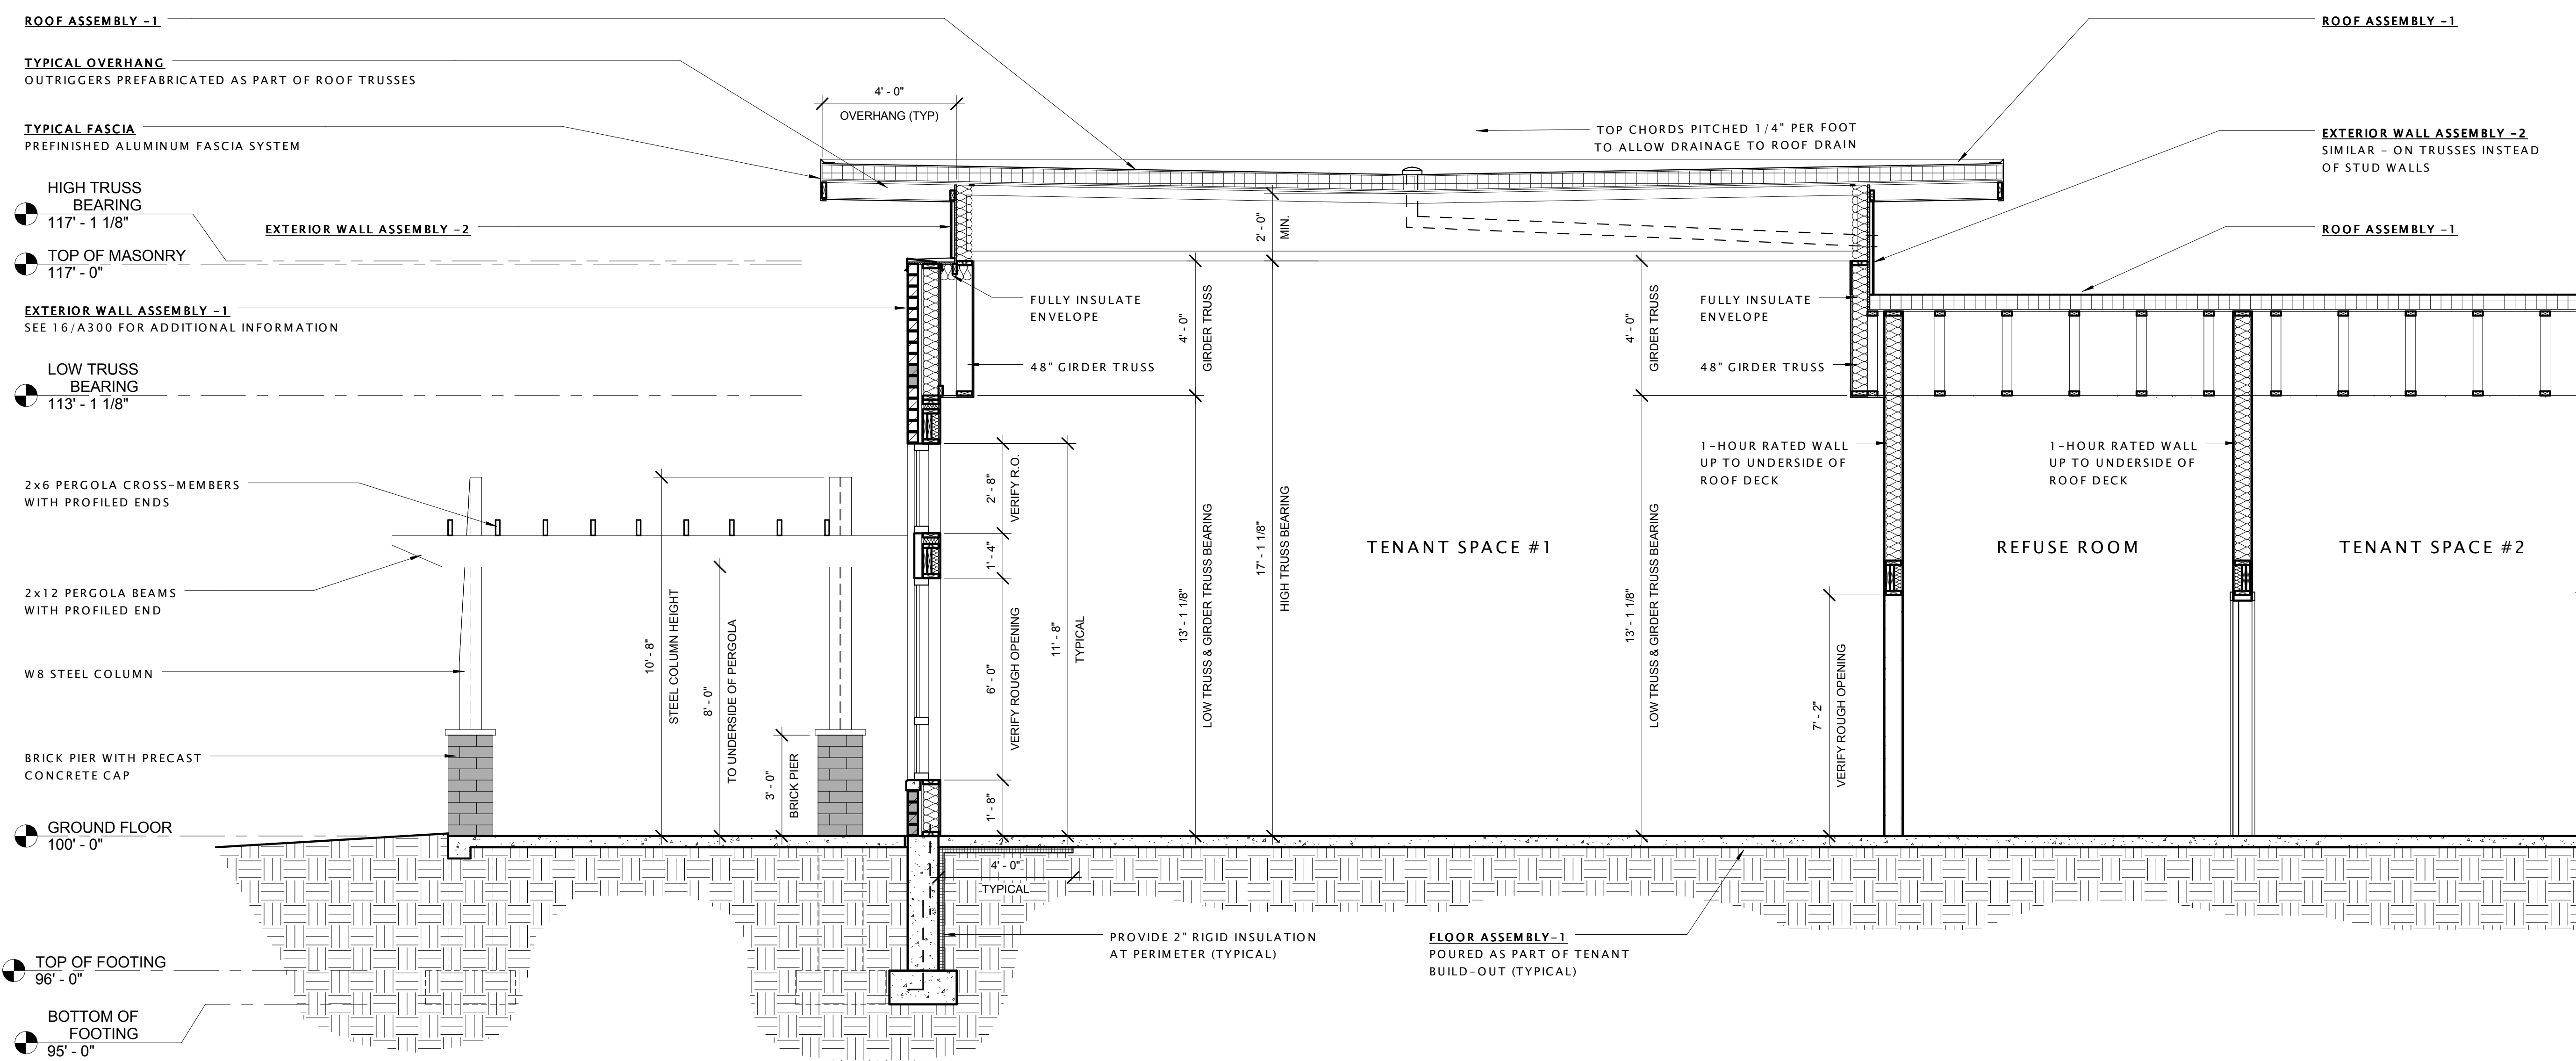 ROOF ASSEMBLY -1
TYPICAL OVERHANG
OUTRIGGERS PREFABRICATED AS PART OF ROOF TRUSSES
TYPICAL FASCIA
PREFINISHED ALUMINUM FASCIA SYSTEM
HIGH TRUSS
BEARING
117' - 1 1/8"
TOP OF MASONRY
117' - 0"
EXTERIOR WALL ASSEMBLY -2
EXTERIOR WALL ASSEMBLY -1
SEE 16/A300 FOR ADDITIONAL INFORMATION
LOW TRUSS
BEARING
113' - 1 1/8"
2x6 PERGOLA CROSS-MEMBERS
WITH PROFILED ENDS
2x12 PERGOLA BEAMS
WITH PROFILED END
W8 STEEL COLUMN
BRICK PIER WITH PRECAST
CONCRETE CAP
GROUND FLOOR
100' - 0"
TOP OF FOOTING
96' - 0"
BOTTOM OF
FOOTING
95' - 0"
4' - 0"
OVERHANG (TYP)
10' - 8"
STEEL COLUMN HEIGHT
8' - 0"
TO UNDERSIDE OF PERGOLA
3' - 0"
BRICK PIER
2' - 8"
VERIFY R.O.
1' - 4"
6' - 0"
VERIFY ROUGH OPENING
1' - 8"
11' - 8"
TYPICAL
4' - 0"
TYPICAL
FULLY INSULATE
ENVELOPE
48" GIRDER TRUSS
4' - 0"
GIRDER TRUSS
13' - 1 1/8"
LOW TRUSS & GIRDER TRUSS BEARING
2' - 0"
MIN.
17' - 1 1/8"
HIGH TRUSS BEARING
TOP CHORDS PITCHED 1/4" PER FOOT
TO ALLOW DRAINAGE TO ROOF DRAIN
TENANT SPACE #1
PROVIDE 2" RIGID INSULATION
AT PERIMETER (TYPICAL)
FLOOR ASSEMBLY-1
POURED AS PART OF TENANT
BUILD-OUT (TYPICAL)
4' - 0"
GIRDER TRUSS
13' - 1 1/8"
LOW TRUSS & GIRDER TRUSS BEARING
FULLY INSULATE
ENVELOPE
48" GIRDER TRUSS
1-HOUR RATED WALL
UP TO UNDERSIDE OF
ROOF DECK
7' - 2"
VERIFY ROUGH OPENING
REFUSE ROOM
1-HOUR RATED WALL
UP TO UNDERSIDE OF
ROOF DECK
TENANT SPACE #2
ROOF ASSEMBLY -1
EXTERIOR WALL ASSEMBLY -2
SIMILAR - ON TRUSSES INSTEAD
OF STUD WALLS
ROOF ASSEMBLY -1